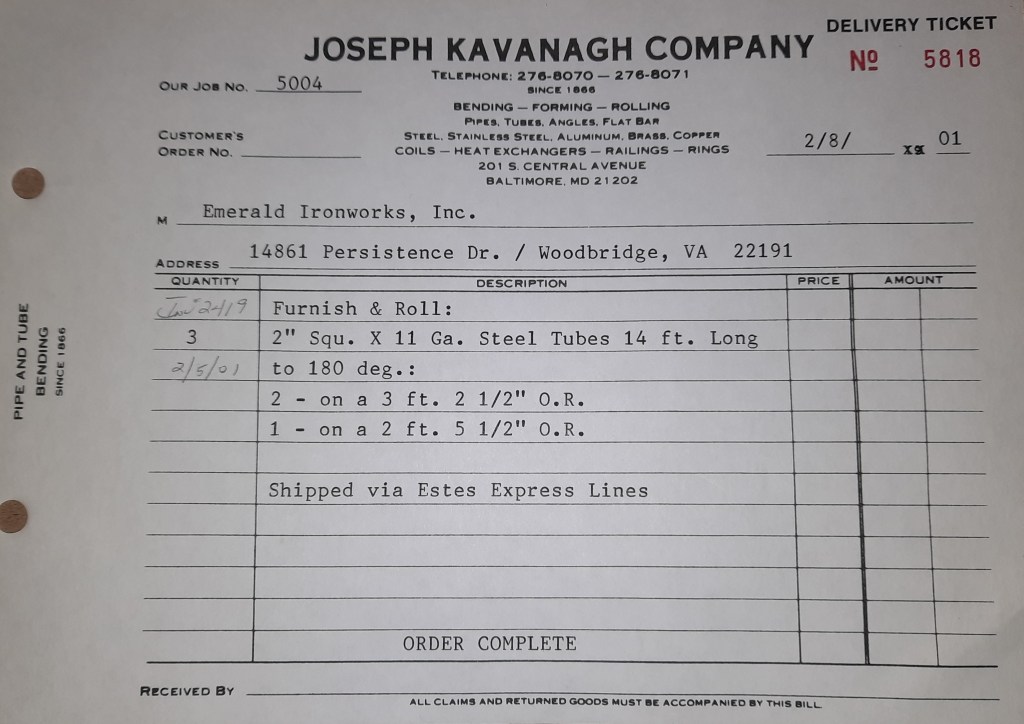 DELIVERY TICKET
JOSEPH KAVANAGH COMPANY
Nº 5818
TELEPHONE: 276-8070 — 276-8071
SINCE 1866
OUR JOB NO. 5004
BENDING — FORMING — ROLLING
PIPES, TUBES, ANGLES, FLAT BAR
CUSTOMER'S
ORDER NO.
STEEL, STAINLESS STEEL, ALUMINUM, BRASS, COPPER
COILS — HEAT EXCHANGERS — RAILINGS — RINGS
2/8/ 01
201 S. CENTRAL AVENUE
BALTIMORE, MD 21202
M Emerald Ironworks, Inc.
ADDRESS 14861 Persistence Dr. / Woodbridge, VA 22191
QUANTITY DESCRIPTION PRICE AMOUNT
Furnish & Roll:
3 2" Squ. X 11 Ga. Steel Tubes 14 ft. Long
2/5/01 to 180 deg.:
2 - on a 3 ft. 2 1/2" O.R.
1 - on a 2 ft. 5 1/2" O.R.
Shipped via Estes Express Lines
ORDER COMPLETE
RECEIVED BY
ALL CLAIMS AND RETURNED GOODS MUST BE ACCOMPANIED BY THIS BILL
PIPE AND TUBE
BENDING
SINCE 1866